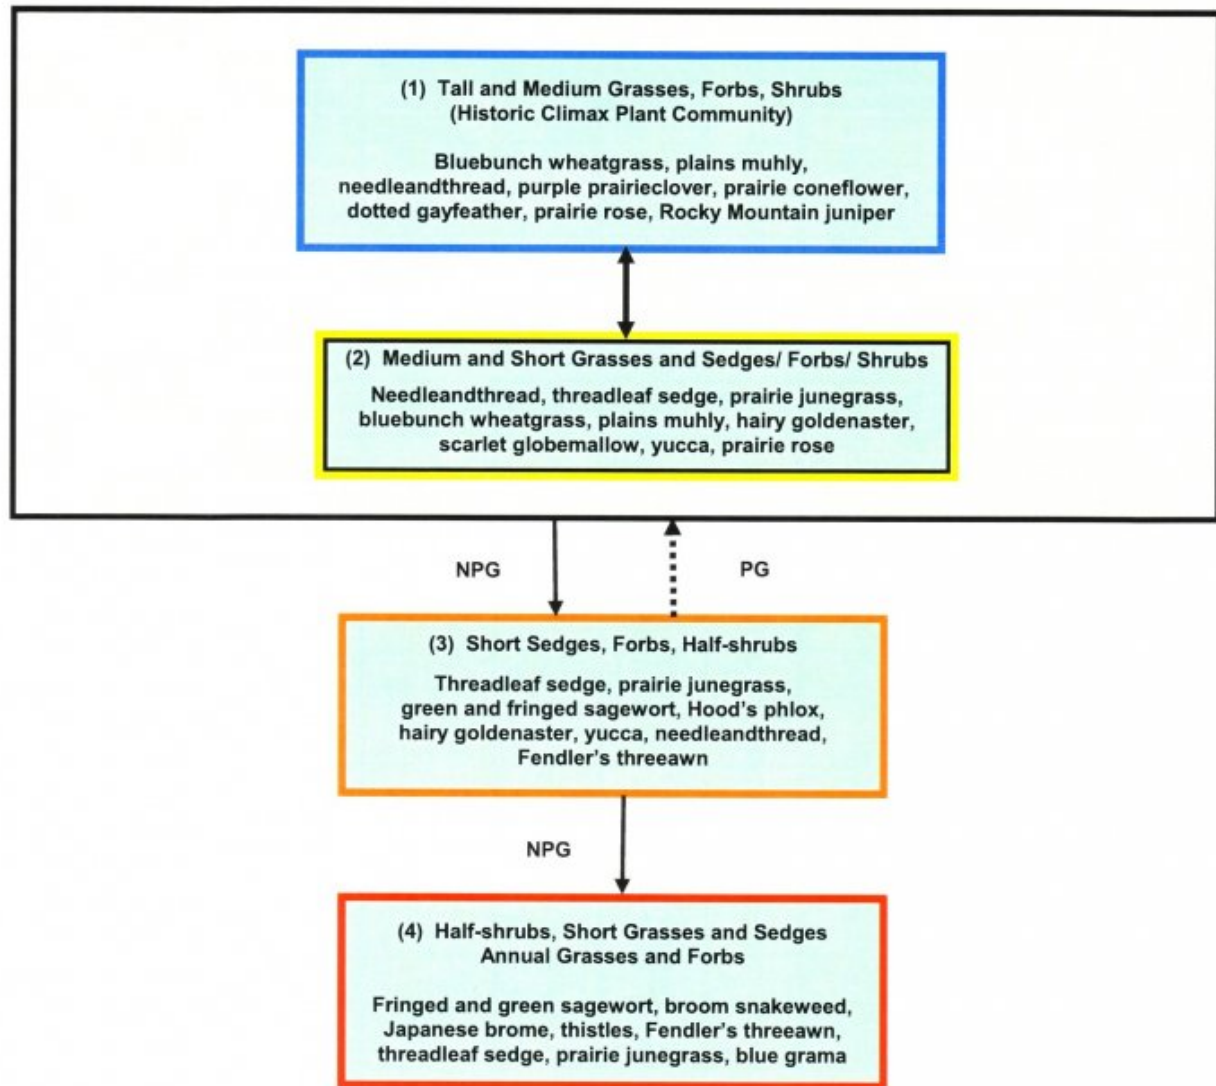 (1) Tall and Medium Grasses, Forbs, Shrubs
(Historic Climax Plant Community)
Bluebunch wheatgrass, plains muhly,
needleandthread, purple prairieclover, prairie coneflower,
dotted gayfeather, prairie rose, Rocky Mountain juniper
(2) Medium and Short Grasses and Sedges/ Forbs/ Shrubs
Needleandthread, threadleaf sedge, prairie junegrass,
bluebunch wheatgrass, plains muhly, hairy goldenaster,
scarlet globemallow, yucca, prairie rose
NPG
PG
(3) Short Sedges, Forbs, Half-shrubs
Threadleaf sedge, prairie junegrass,
green and fringed sagewort, Hood's phlox,
hairy goldenaster, yucca, needleandthread,
Fendler's threeawn
NPG
(4) Half-shrubs, Short Grasses and Sedges
Annual Grasses and Forbs
Fringed and green sagewort, broom snakeweed,
Japanese brome, thistles, Fendler's threeawn,
threadleaf sedge, prairie junegrass, blue grama